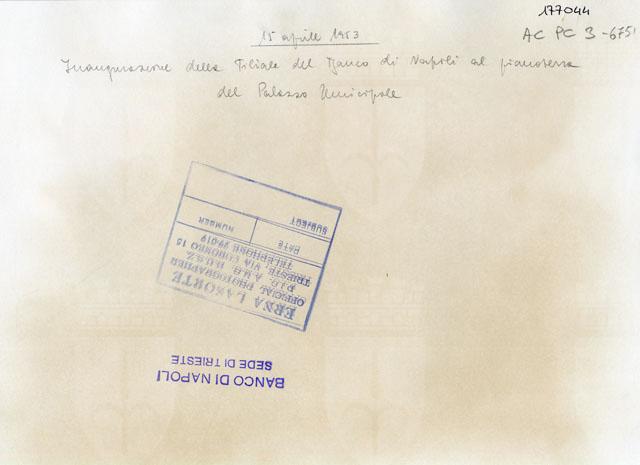 177044
AC PC 3-6751
15 aprile 1953
Inaugurazione della Filiale del Banco di Napoli al pianoterra
del Palazzo Municipale
ERNA LASORTE
OFFICIAL PHOTOGRAPHER
P.I.O. A.M.G. B.U.S.Z.
TRIESTE VIA CORONEO 15
TELEPHONE 29019
DATE
NUMBER
SUBJECT
BANCO DI NAPOLI
SEDE DI TRIESTE